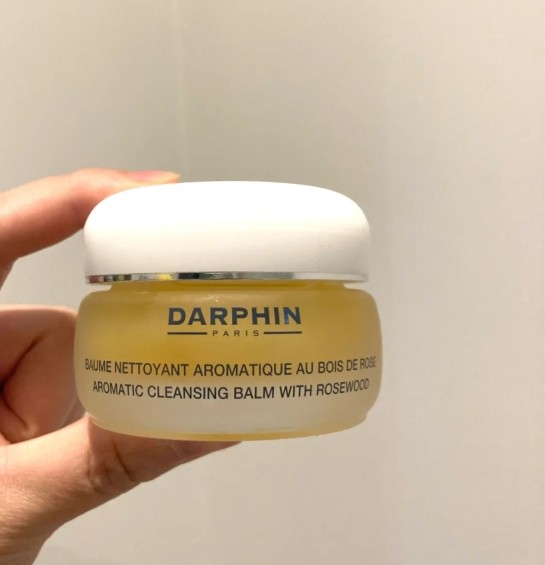 DARPHIN
PARIS
BAUME NETTOYANT AROMATIQUE AU BOIS DE ROSE
AROMATIC CLEANSING BALM WITH ROSEWOOD